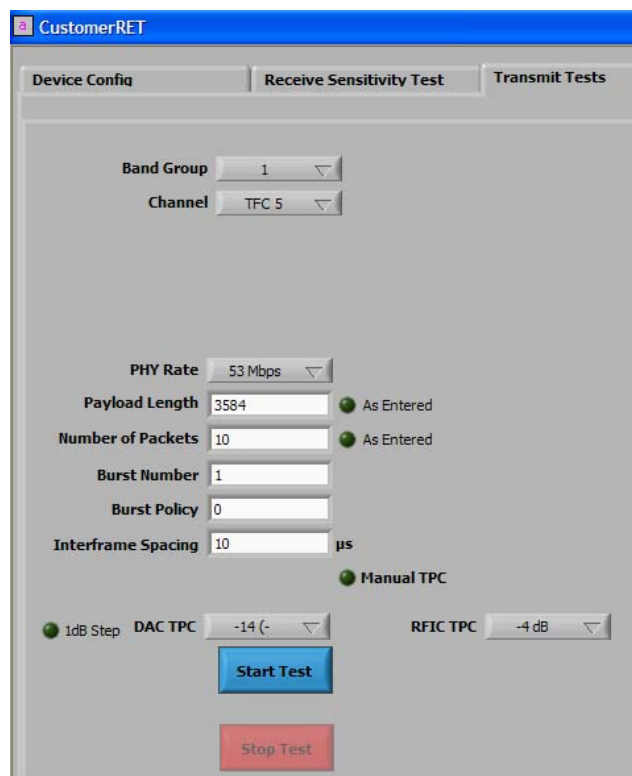 a CustomerRET
Device Config Receive Sensitivity Test Transmit Tests
Band Group 1
Channel TFC 5
PHY Rate 53 Mbps
Payload Length 3584 As Entered
Number of Packets 10 As Entered
Burst Number 1
Burst Policy 0
Interframe Spacing 10 µs
Manual TPC
1dB Step DAC TPC -14 (- RFIC TPC -4 dB
Start Test
Stop Test